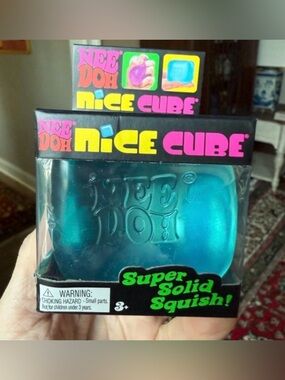 NEE
DOH
NICE CUBE
NEE
DOH
NICE CUBE
NEE
DOH
®
Super
Solid
Squish!
WARNING:
CHOKING HAZARD - Small parts.
Not for children under 3 years.
3+